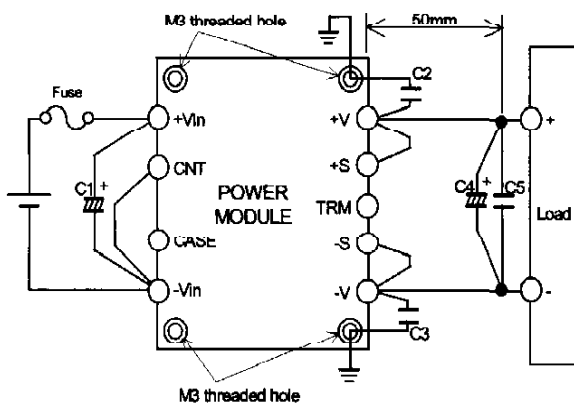 M3 threaded hole
50mm
Fuse
C2
+Vin
+V
+
CNT
+S
C1 +
POWER
MODULE
TRM
C4 +
C5
Load
CASE
-S
-Vin
-V
-
C3
M3 threaded hole